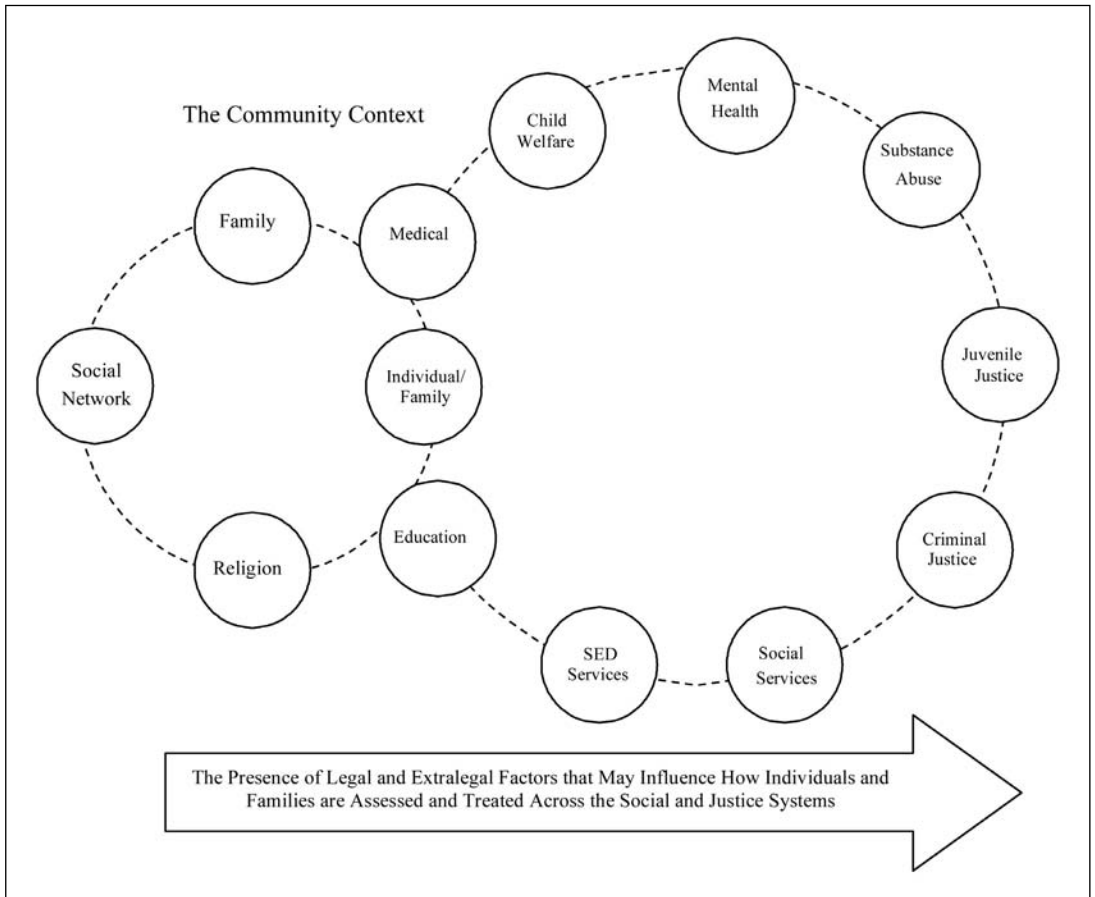 The Community Context
Child
Welfare
Mental
Health
Substance
Abuse
Family
Medical
Social
Network
Individual/
Family
Juvenile
Justice
Religion
Education
Criminal
Justice
SED
Services
Social
Services
The Presence of Legal and Extralegal Factors that May Influence How Individuals and
Families are Assessed and Treated Across the Social and Justice Systems